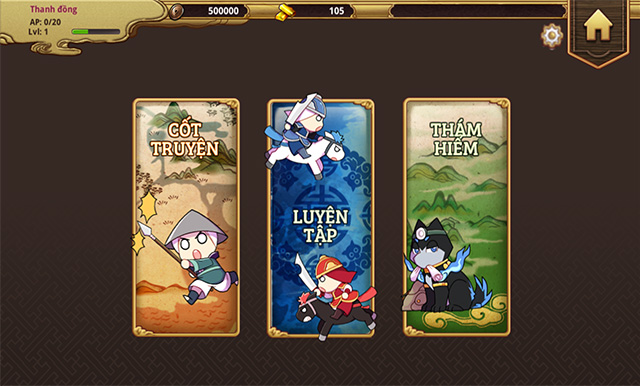 Thanh đồng
AP: 0/20
Lvl: 1
500000
105
CỐT
TRUYỆN
LUYỆN
TẬP
THÁM
HIỂM